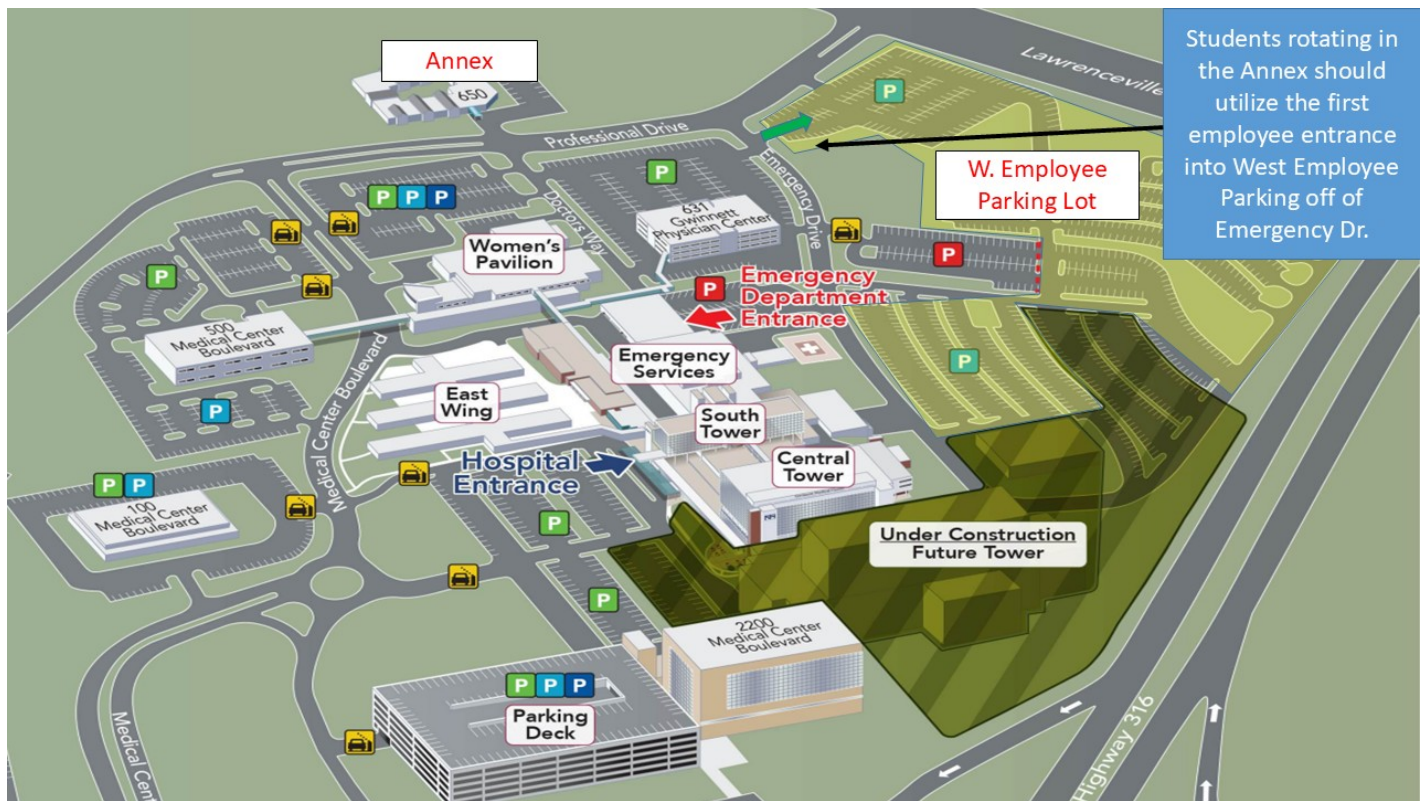 Annex
650
Lawrenceville
Students rotating in
the Annex should
utilize the first
employee entrance
into West Employee
Parking off of
Emergency Dr.
P
Professional Drive
P
Emergency Drive
W. Employee
Parking Lot
P P P
Doctors Way
631
Gwinnett
Physician Center
Women's
Pavilion
P
P
P
Emergency
Department
Entrance
500
Medical Center
Boulevard
Medical Center Boulevard
Emergency
Services
P
East
Wing
P
South
Tower
Hospital
Entrance
Central
Tower
P P
100
Medical Center
Boulevard
P
Under Construction
Future Tower
P
2200
Medical Center
Boulevard
P P P
Parking
Deck
Medical Cent
Highway 316